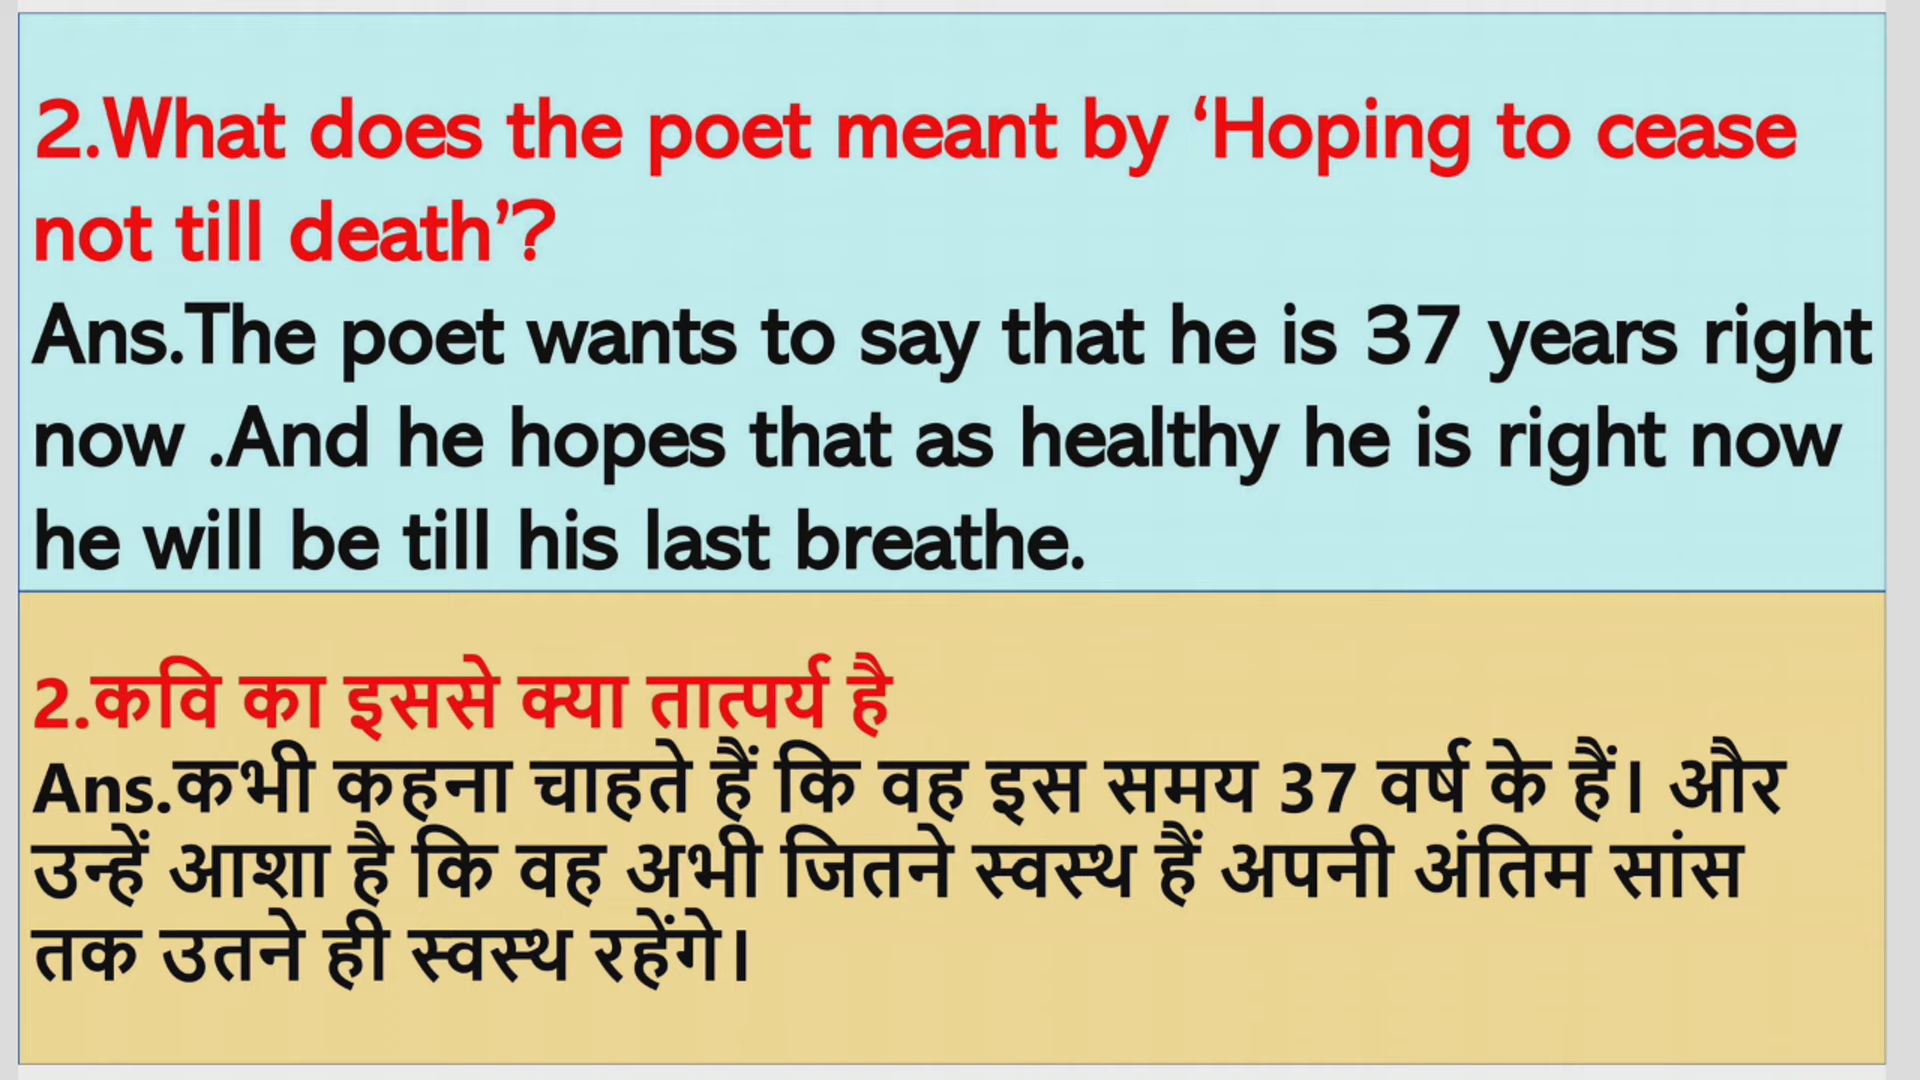 2.What does the poet meant by ‘Hoping to cease
not till death’?
Ans.The poet wants to say that he is 37 years right
now .And he hopes that as healthy he is right now
he will be till his last breathe.
2.कवि का इससे क्या तात्पर्य है
Ans.कभी कहना चाहते हैं कि वह इस समय 37 वर्ष के हैं। और
उन्हें आशा है कि वह अभी जितने स्वस्थ हैं अपनी अंतिम सांस
तक उतने ही स्वस्थ रहेंगे।